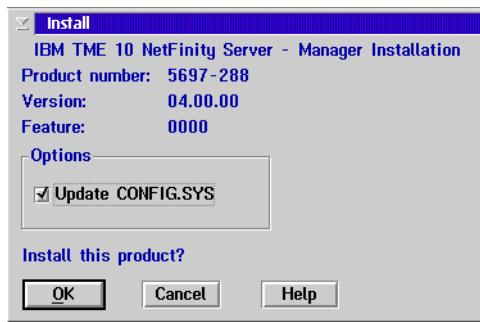 Install
IBM TME 10 NetFinity Server - Manager Installation
Product number: 5697-288
Version: 04.00.00
Feature: 0000
Options
Update CONFIG.SYS
Install this product?
OK Cancel Help